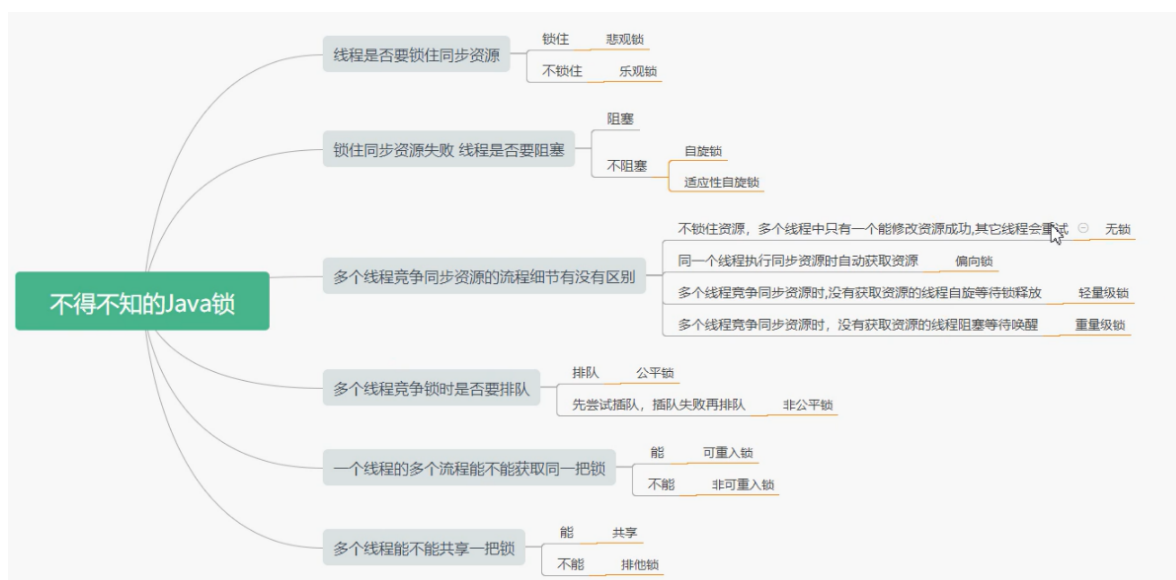 不得不知的Java锁
线程是否要锁住同步资源
锁住 悲观锁
不锁住 乐观锁
锁住同步资源失败 线程是否要阻塞
阻塞
不阻塞
自旋锁
适应性自旋锁
多个线程竞争同步资源的流程细节有没有区别
不锁住资源，多个线程中只有一个能修改资源成功,其它线程会重试 无锁
同一个线程执行同步资源时自动获取资源 偏向锁
多个线程竞争同步资源时,没有获取资源的线程自旋等待锁释放 轻量级锁
多个线程竞争同步资源时，没有获取资源的线程阻塞等待唤醒 重量级锁
多个线程竞争锁时是否要排队
排队 公平锁
先尝试插队，插队失败再排队 非公平锁
一个线程的多个流程能不能获取同一把锁
能 可重入锁
不能 非可重入锁
多个线程能不能共享一把锁
能 共享
不能 排他锁